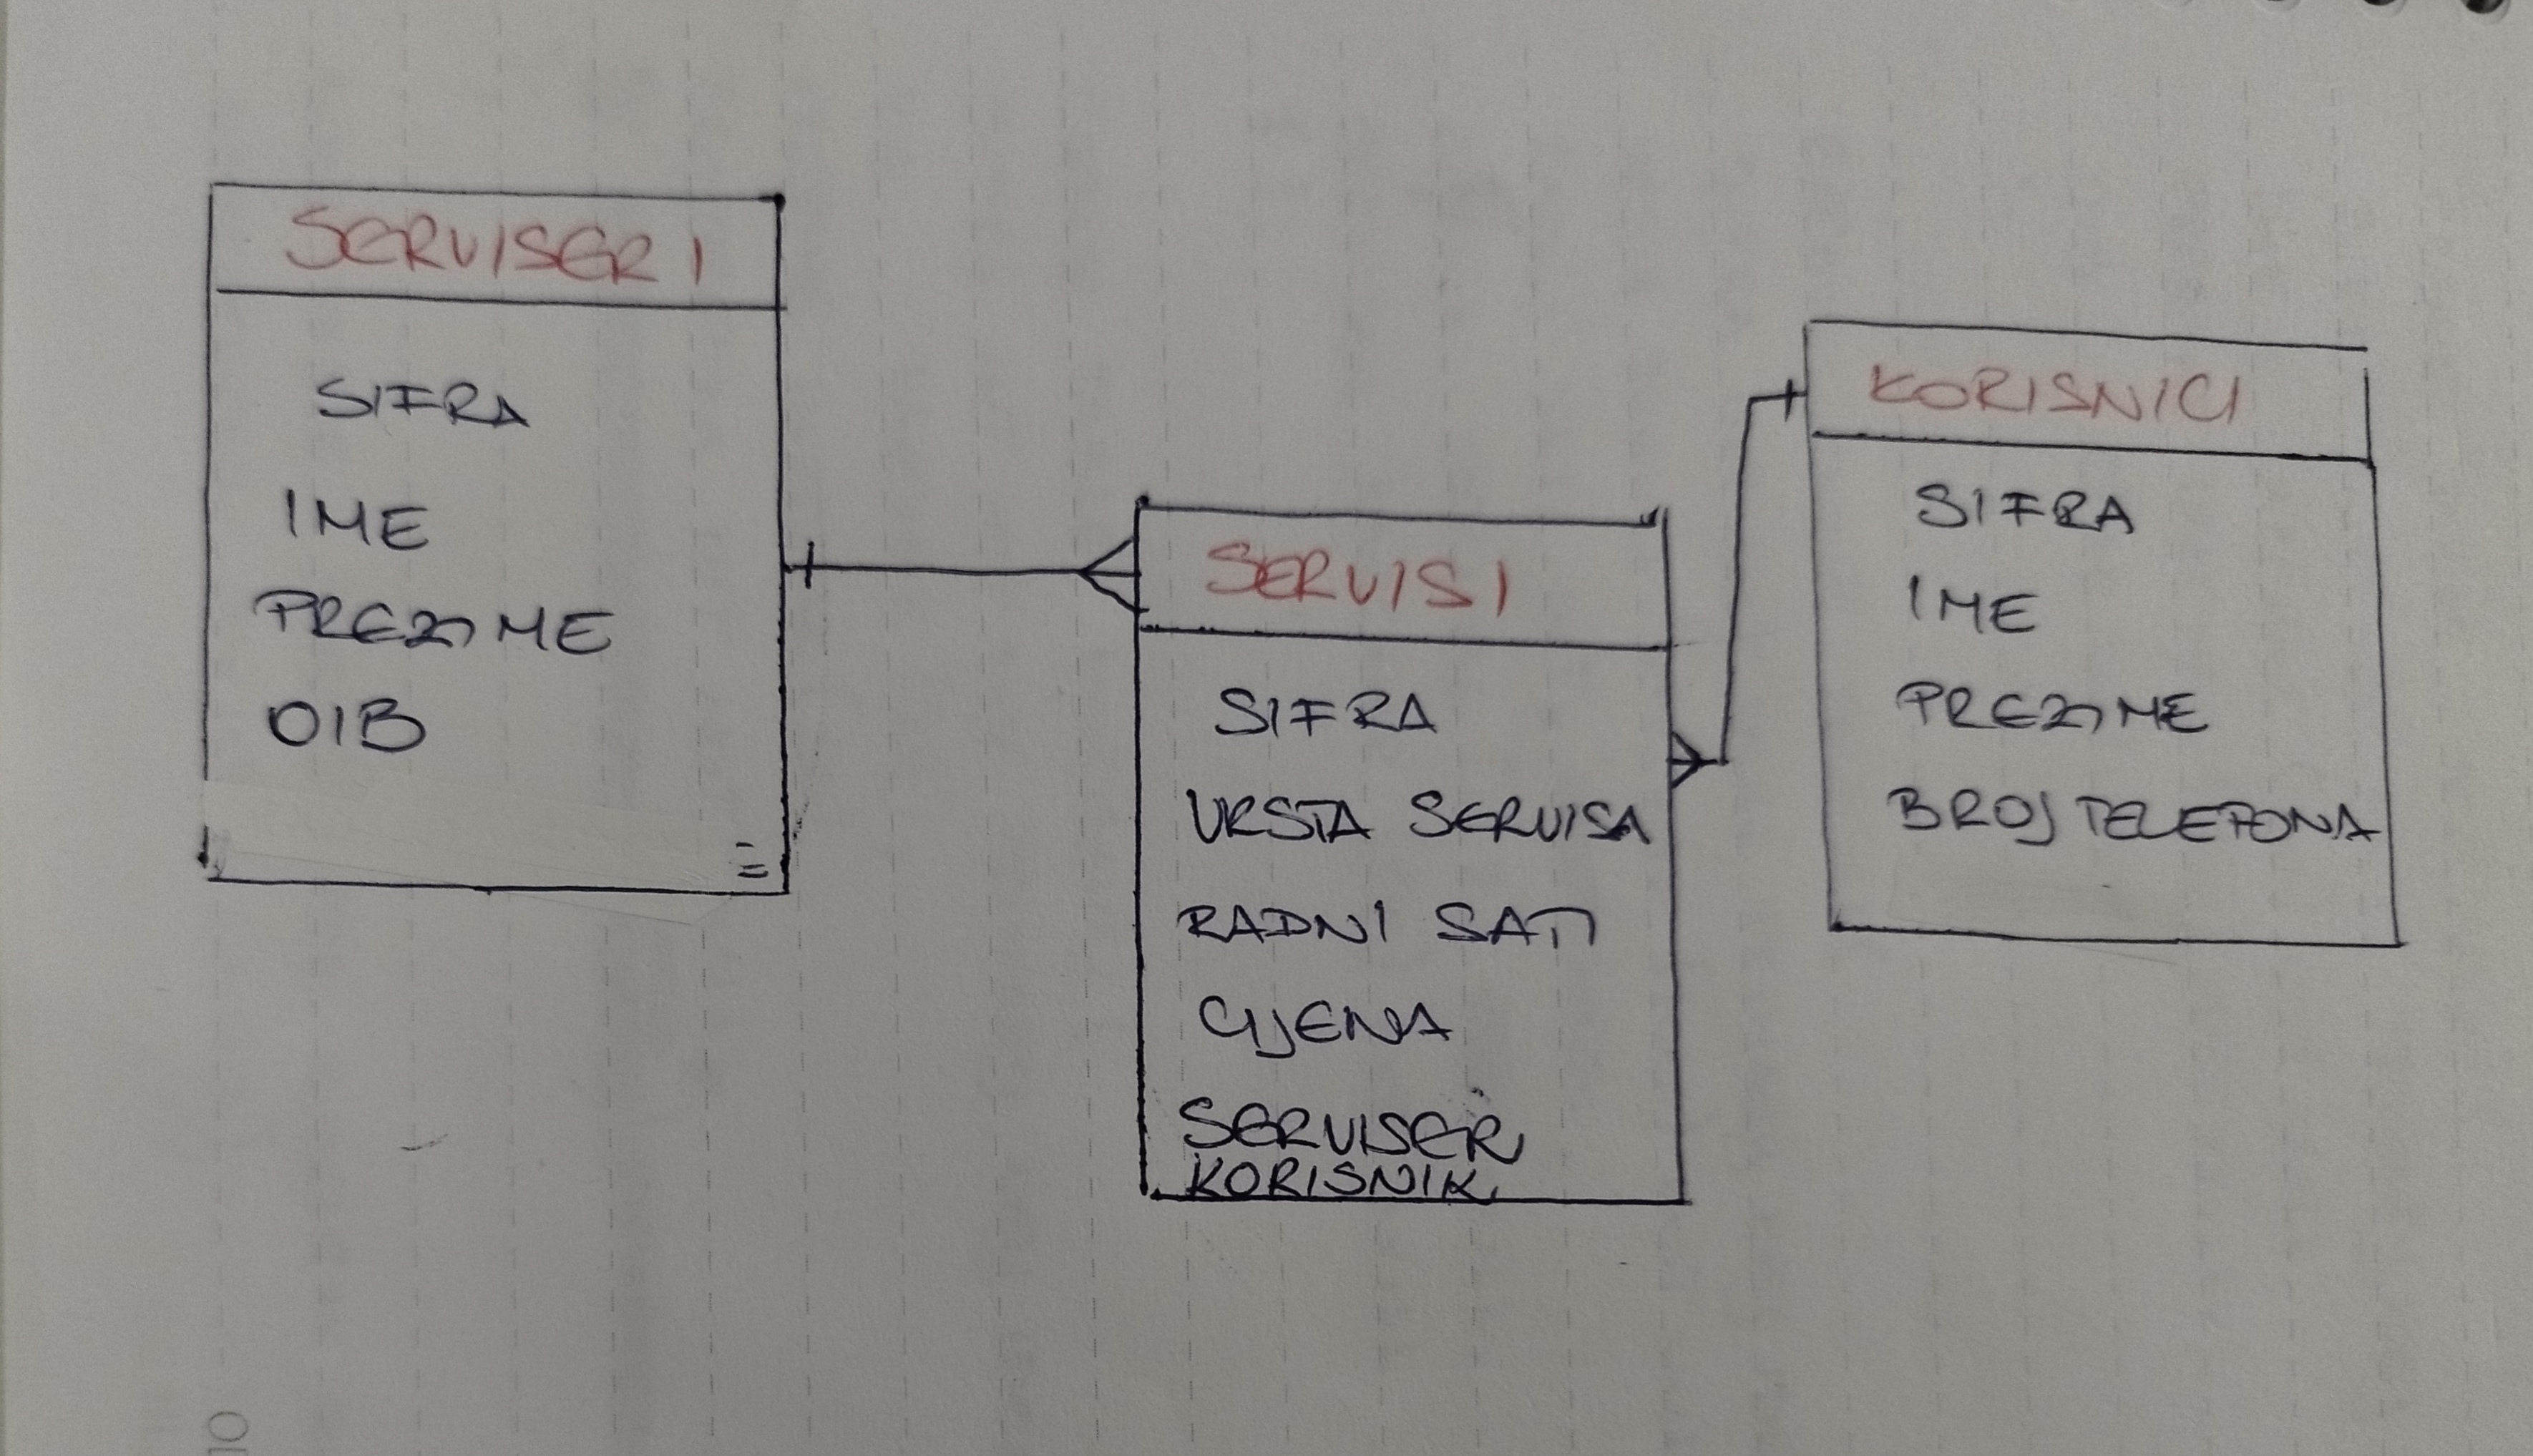 SERVISERI
SIFRA
IME
PREZIME
OIB
SERVISI
SIFRA
VRSTA SERVISA
RADNI SATI
CIJENA
SERVISER
KORISNIK
KORISNICI
SIFRA
IME
PREZIME
BROJ TELEFONA
10